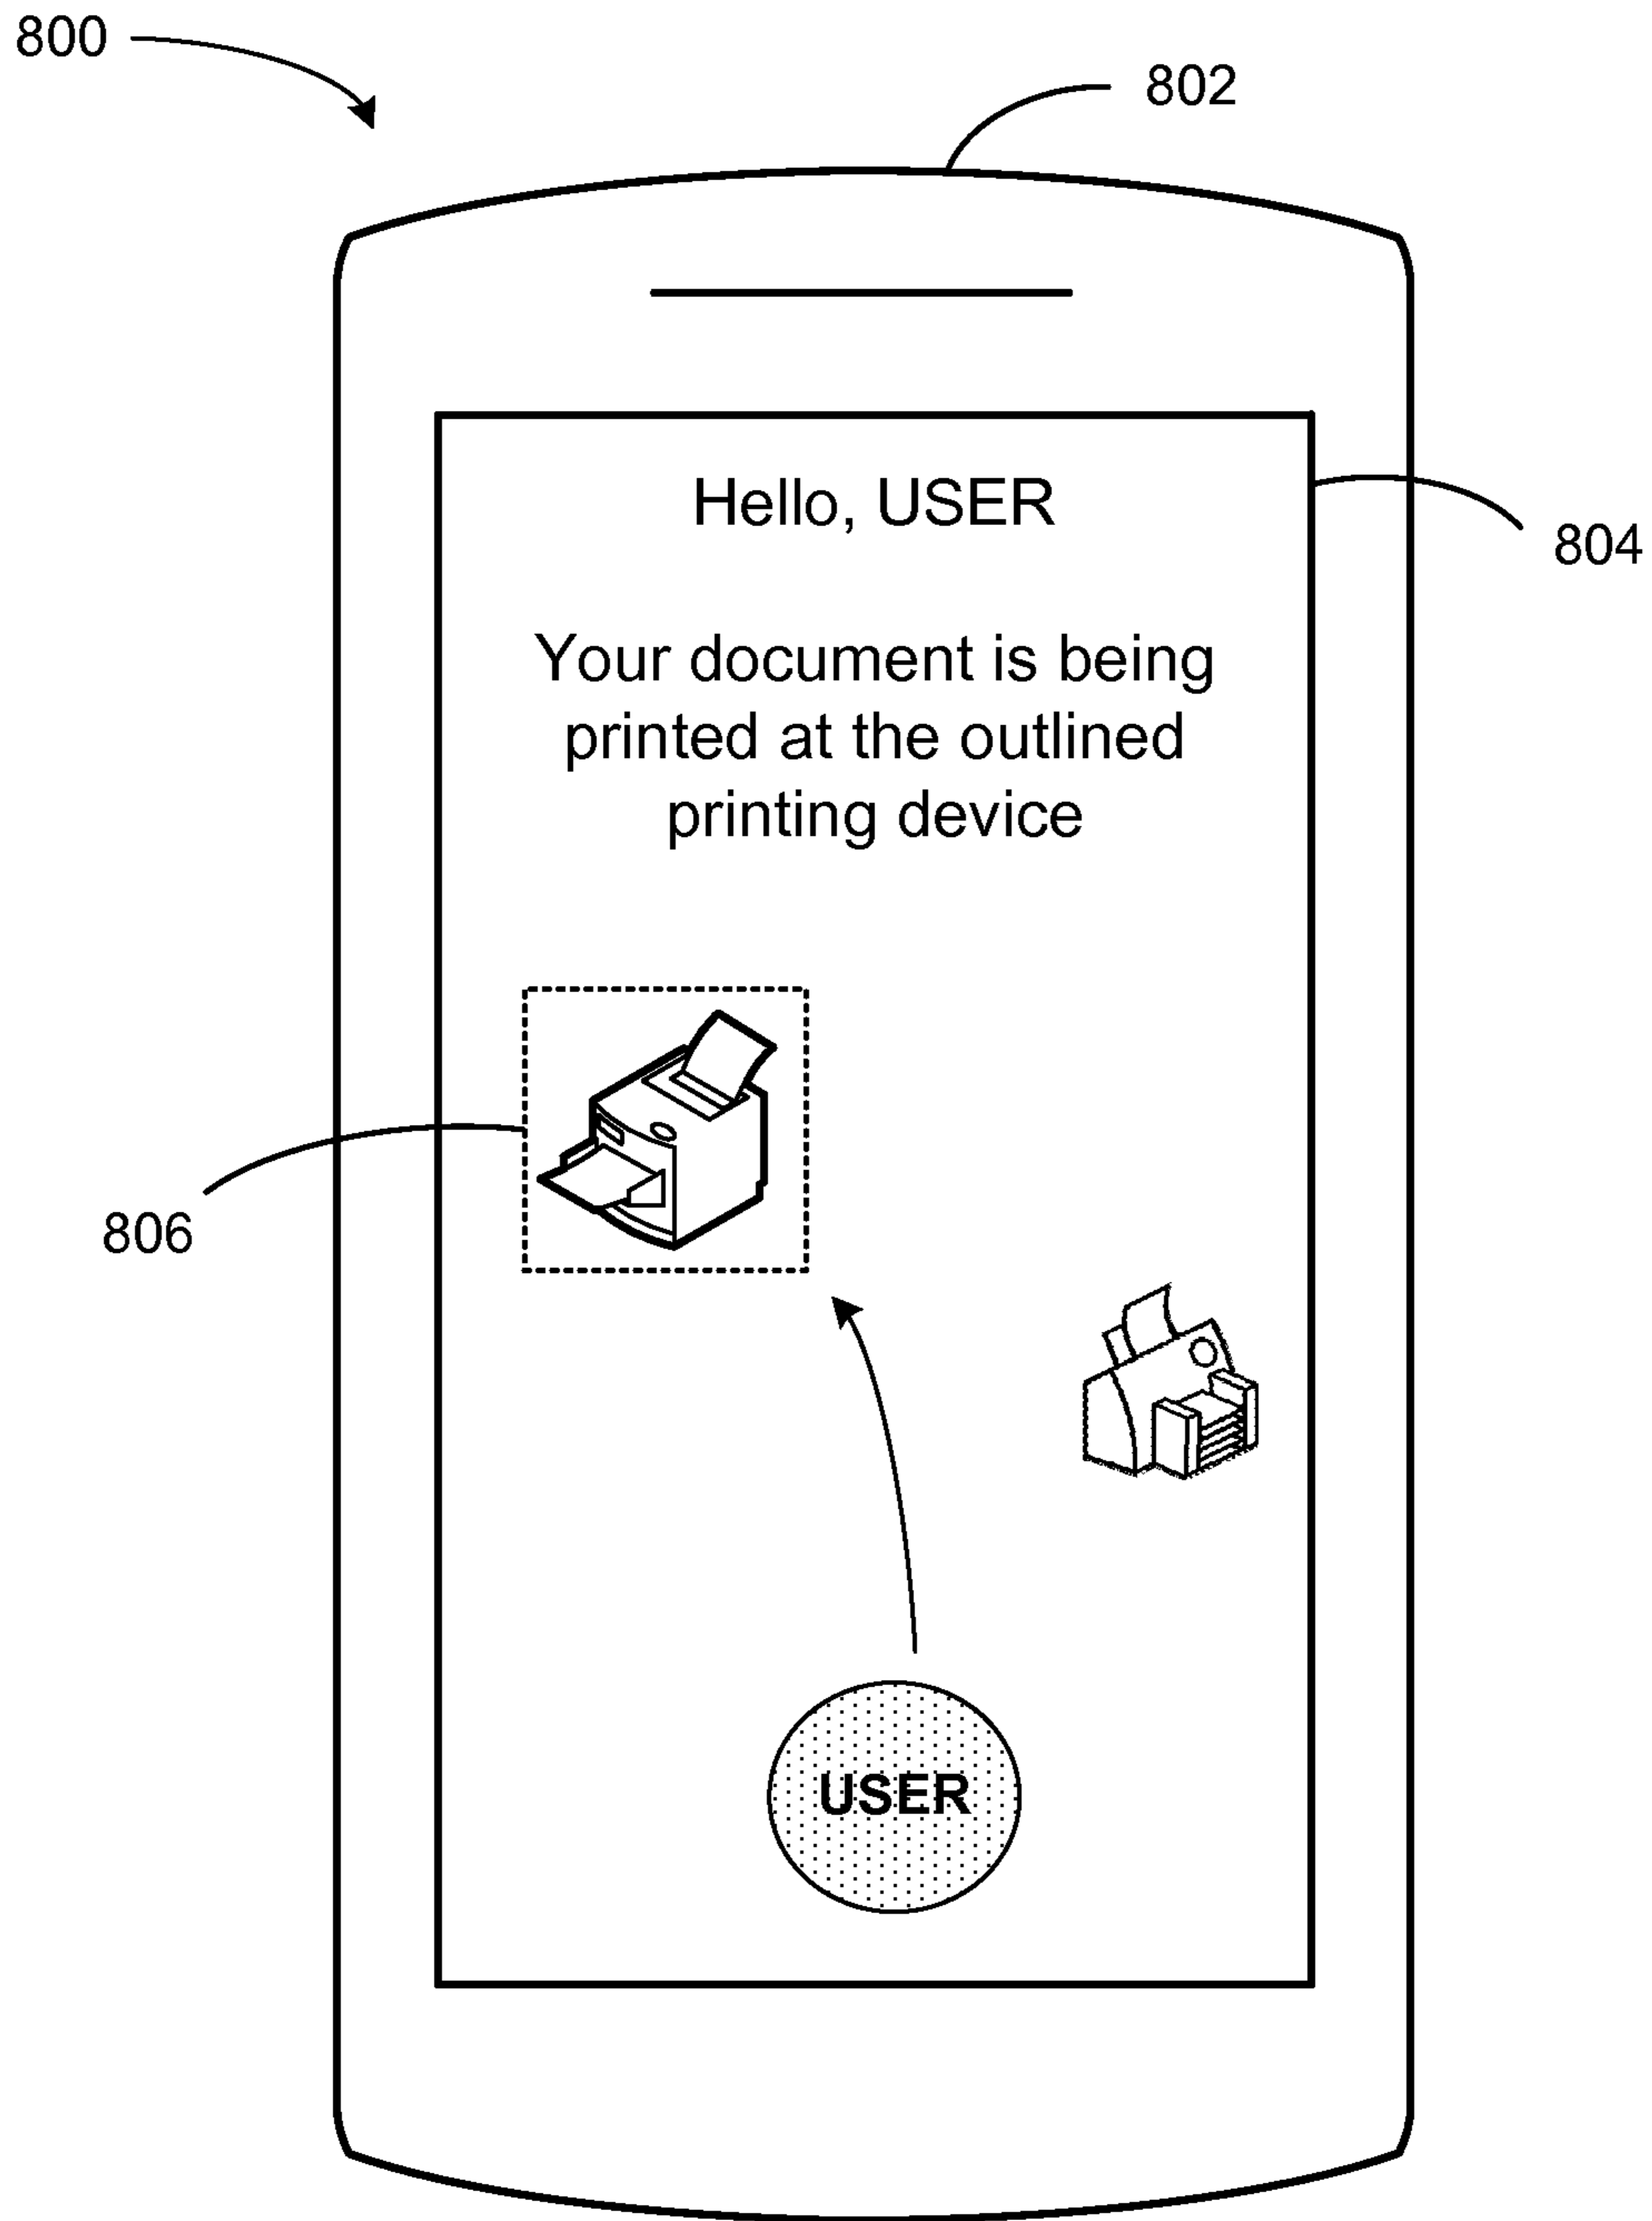 800
802
Hello, USER
804
Your document is being
printed at the outlined
printing device
806
USER